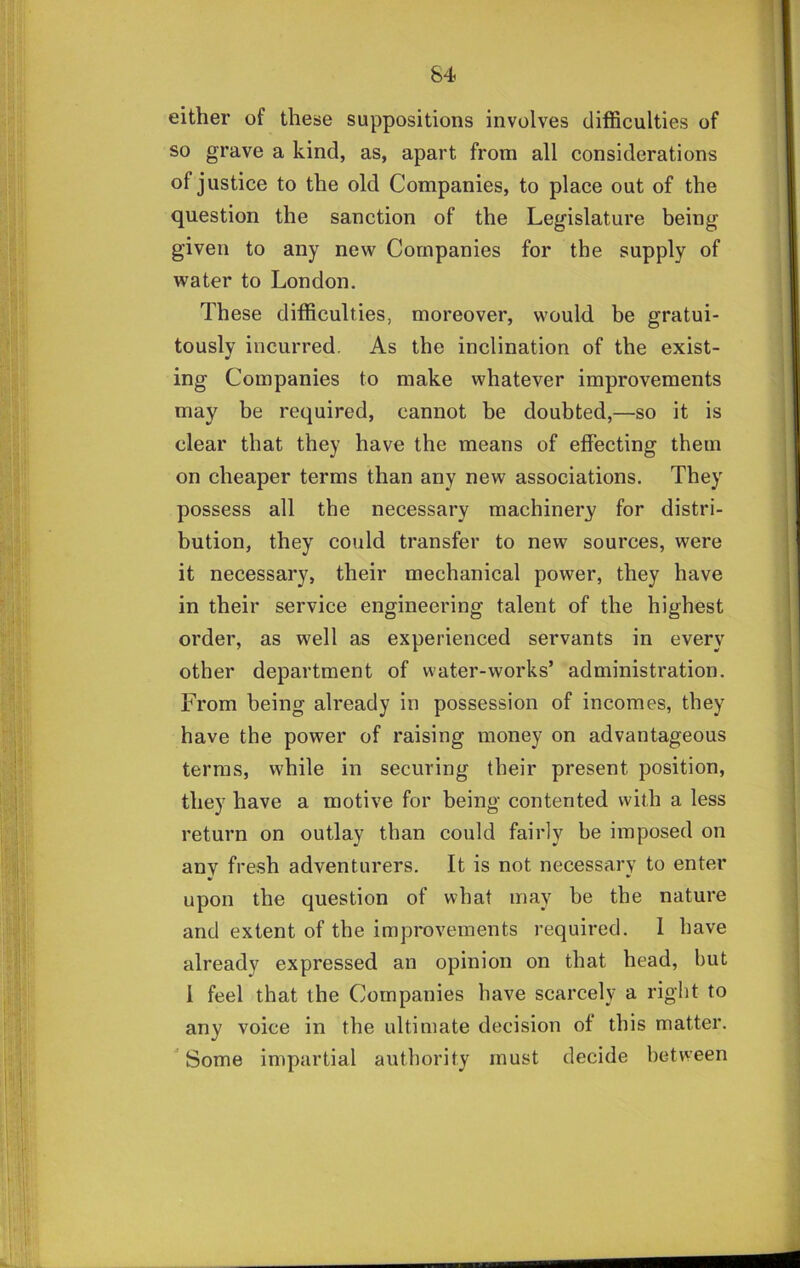 84
either of these suppositions involves difficulties of
so grave a kind, as, apart from all considerations
of justice to the old Companies, to place out of the
question the sanction of the Legislature being
given to any new Companies for the supply of
water to London.
These difficulties, moreover, would be gratui-
tously incurred. As the inclination of the exist-
ing Companies to make whatever improvements
may be required, cannot be doubted,—so it is
clear that they have the means of effecting them
on cheaper terms than any new associations. They
possess all the necessary machinery for distri-
bution, they could transfer to new sources, were
it necessary, their mechanical power, they have
in their service engineering talent of the highest
order, as well as experienced servants in every
other department of water-works’ administration.
From being already in possession of incomes, they
have the power of raising money on advantageous
terms, while in securing their present position,
they have a motive for being contented with a less
return on outlay than could fairly be imposed on
any fresh adventurers. It is not necessary to enter
upon the question of what may be the nature
and extent of the improvements required. I have
already expressed an opinion on that head, but
I feel that the Companies have scarcely a right to
any voice in the ultimate decision of this matter.
Some impartial authority must decide between